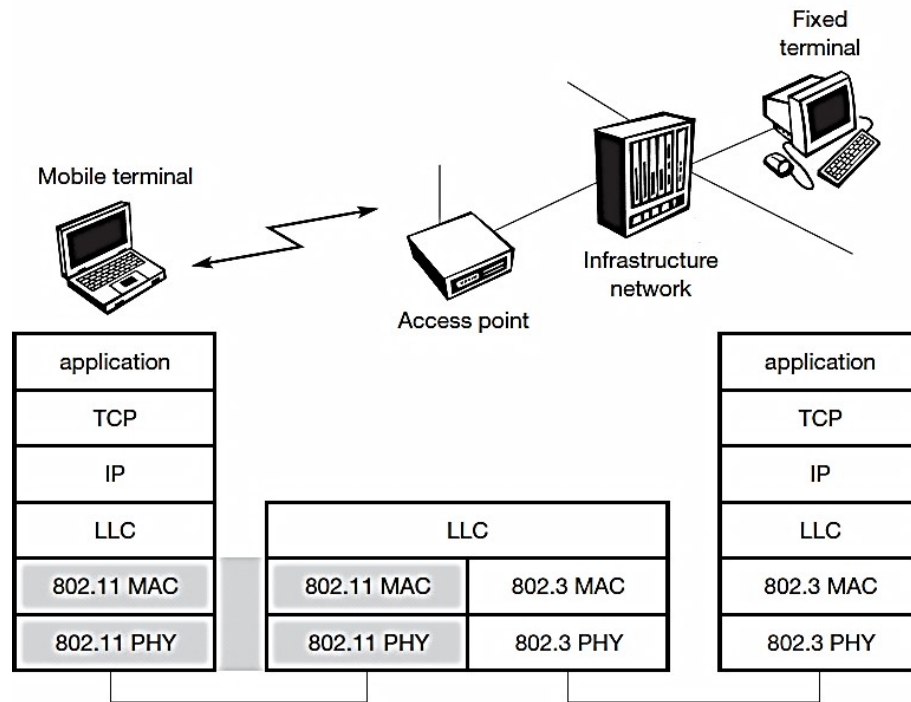 Fixed
terminal
Mobile terminal
Infrastructure
network
Access point
application
TCP
IP
LLC
802.11 MAC
802.11 PHY
LLC
802.11 MAC 802.3 MAC
802.11 PHY 802.3 PHY
application
TCP
IP
LLC
802.3 MAC
802.3 PHY